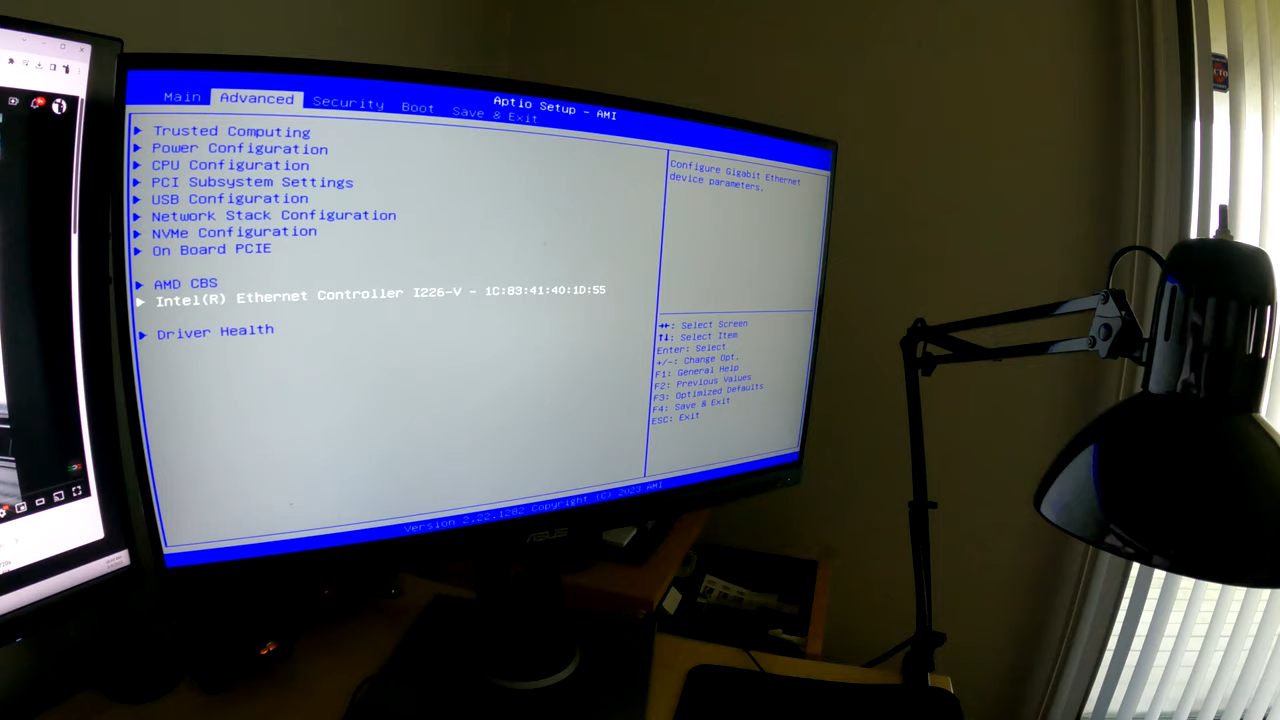 Aptio Setup - AMI
Main Advanced Security Boot Save & Exit
Trusted Computing
Power Configuration
CPU Configuration
PCI Subsystem Settings
USB Configuration
Network Stack Configuration
NVMe Configuration
On Board PCIE
AMD CBS
Intel(R) Ethernet Controller I226-V - 1C:83:41:40:1D:55
Driver Health
Configure Gigabit Ethernet
device parameters.
→←: Select Screen
↑↓: Select Item
Enter: Select
+/-: Change Opt.
F1: General Help
F2: Previous Values
F3: Optimized Defaults
F4: Save & Exit
ESC: Exit
Version 2.22.1282 Copyright (C) 2023 AMI
ASUS